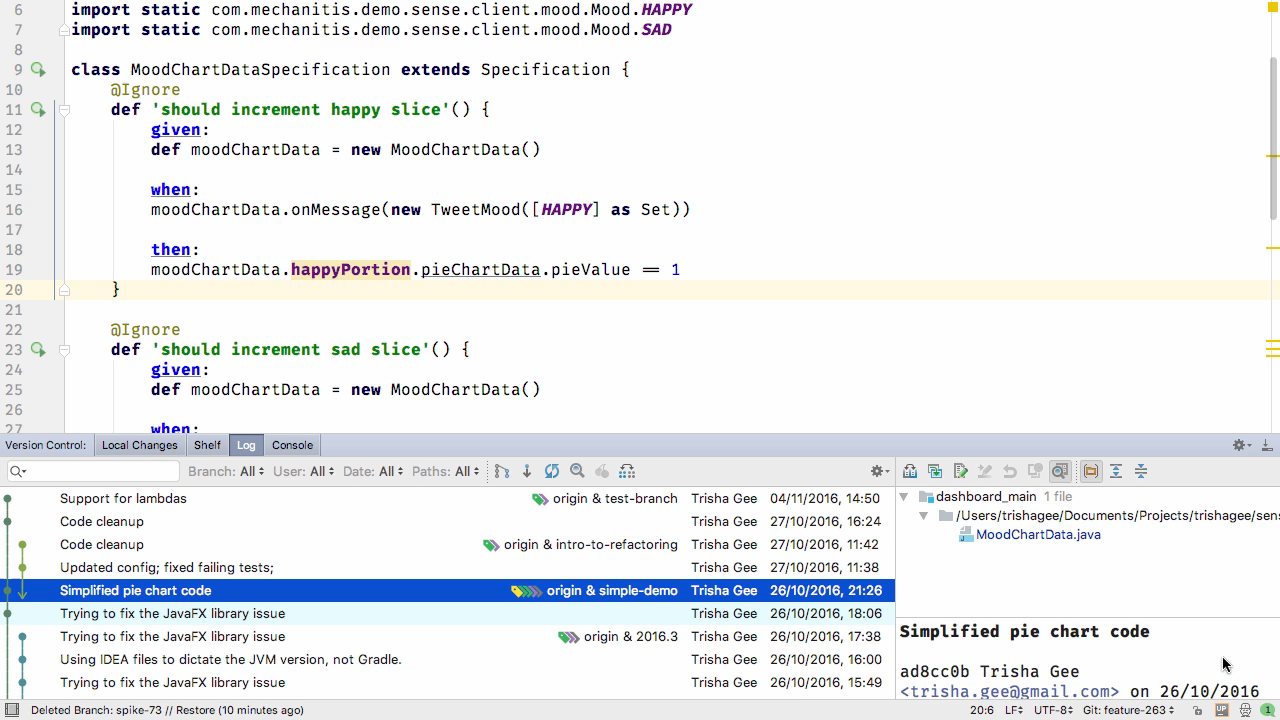 6 import static com.mechanitis.demo.sense.client.mood.Mood.HAPPY
7 import static com.mechanitis.demo.sense.client.mood.Mood.SAD
8
9 class MoodChartDataSpecification extends Specification {
10 @Ignore
11 def 'should increment happy slice'() {
12 given:
13 def moodChartData = new MoodChartData()
14
15 when:
16 moodChartData.onMessage(new TweetMood([HAPPY] as Set))
17
18 then:
19 moodChartData.happyPortion.pieChartData.pieValue == 1
20 }
21
22 @Ignore
23 def 'should increment sad slice'() {
24 given:
25 def moodChartData = new MoodChartData()
26
27 when:
Version Control: Local Changes Shelf Log Console
Branch: All User: All Date: All Paths: All
Support for lambdas origin & test-branch Trisha Gee 04/11/2016, 14:50
Code cleanup Trisha Gee 27/10/2016, 16:24
Code cleanup origin & intro-to-refactoring Trisha Gee 27/10/2016, 11:42
Updated config; fixed failing tests; Trisha Gee 27/10/2016, 11:38
Simplified pie chart code origin & simple-demo Trisha Gee 26/10/2016, 21:26
Trying to fix the JavaFX library issue Trisha Gee 26/10/2016, 18:06
Trying to fix the JavaFX library issue origin & 2016.3 Trisha Gee 26/10/2016, 17:38
Using IDEA files to dictate the JVM version, not Gradle. Trisha Gee 26/10/2016, 16:00
Trying to fix the JavaFX library issue Trisha Gee 26/10/2016, 15:49
dashboard_main 1 file
/Users/trishagee/Documents/Projects/trishagee/sens
MoodChartData.java
Simplified pie chart code
ad8cc0b Trisha Gee
<trisha.gee@gmail.com> on 26/10/2016
Deleted Branch: spike-73 // Restore (10 minutes ago) 20:6 LF UTF-8 Git: feature-263 UP 1